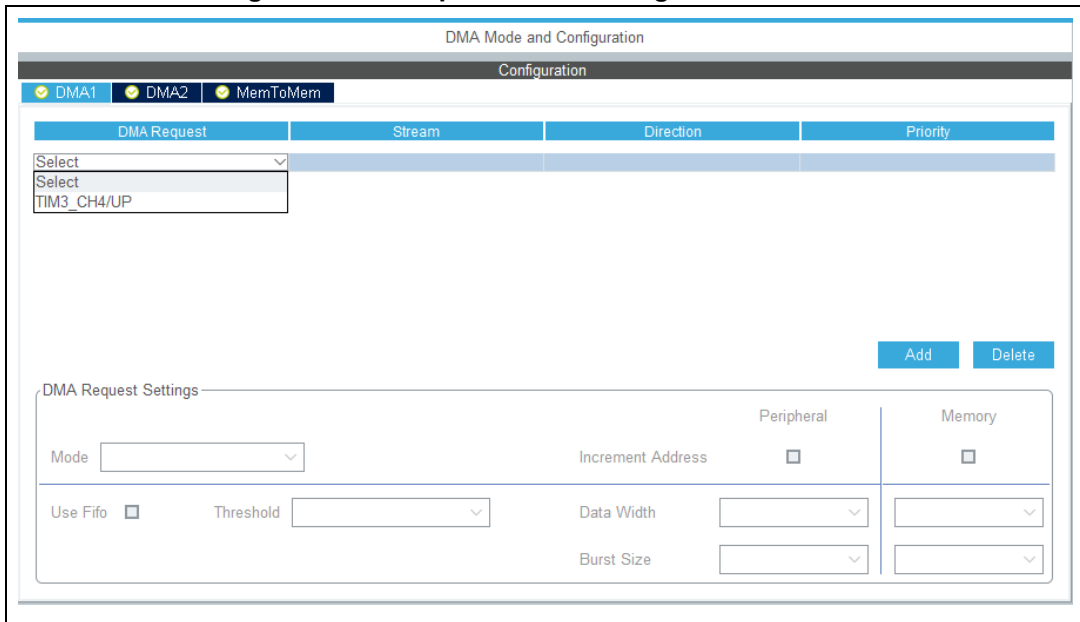 DMA Mode and Configuration
Configuration
DMA1 DMA2 MemToMem
DMA Request Stream Direction Priority
Select
Select
TIM3_CH4/UP
Add Delete
DMA Request Settings
Peripheral Memory
Mode Increment Address
Use Fifo Threshold Data Width
Burst Size